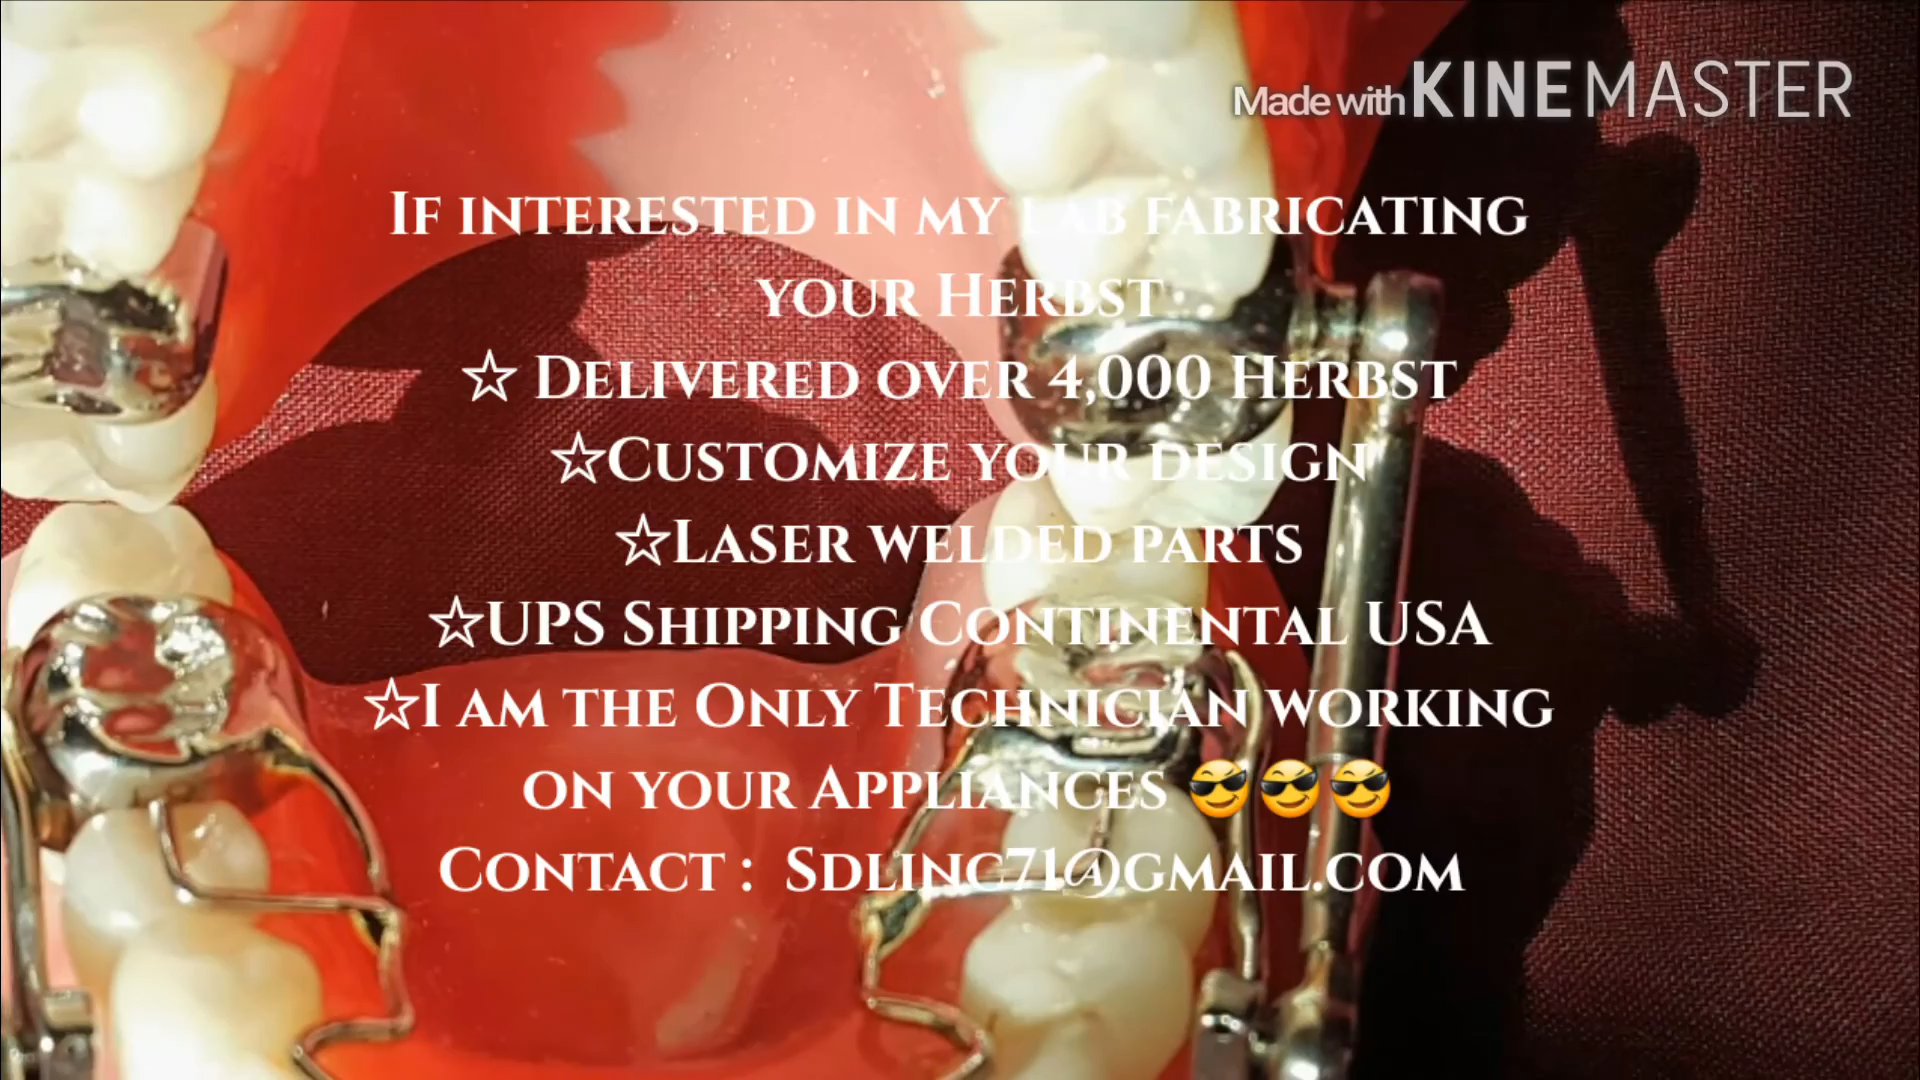 Made with KINEMASTER
If interested in my lab fabricating
your Herbst
☆ Delivered over 4,000 Herbst
☆Customize your design
☆Laser welded parts
☆UPS Shipping Continental USA
☆I am the Only Technician working
on your Appliances 😎😎😎
Contact : Sdlinc71@gmail.com